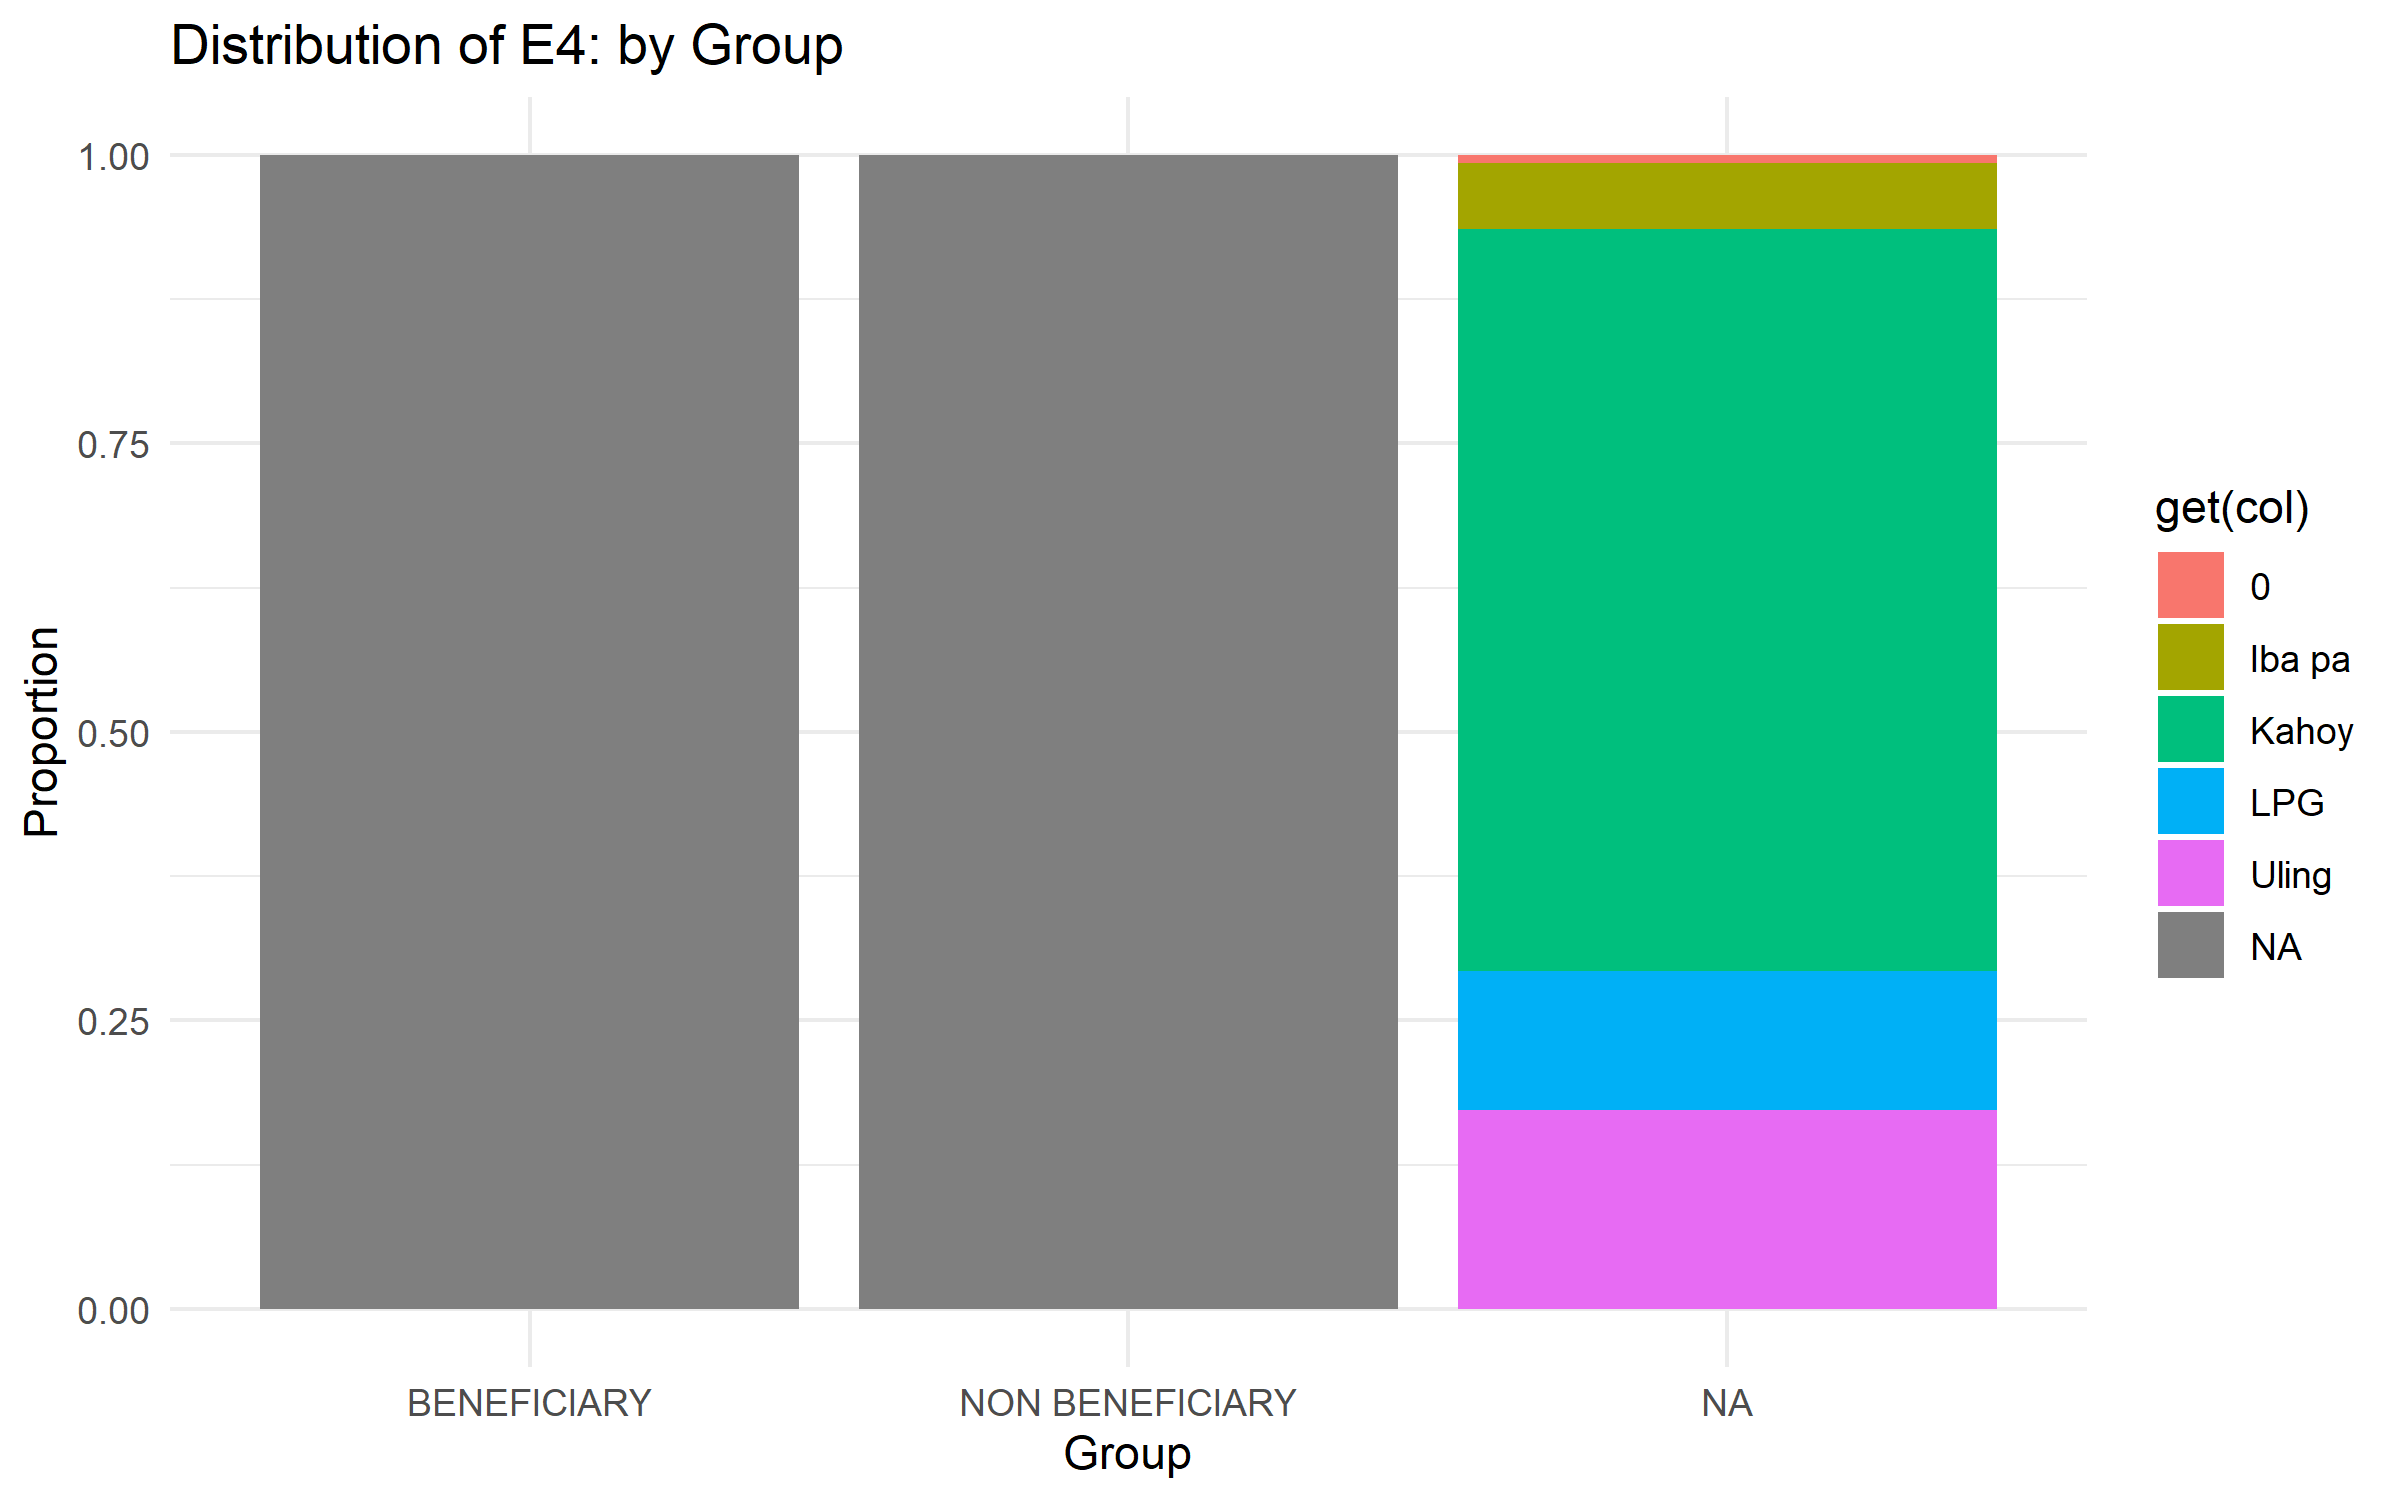 Distribution of E4: by Group
1.00
0.75
0.50
0.25
0.00
Proportion
BENEFICIARY
NON BENEFICIARY
NA
Group
get(col)
0
Iba pa
Kahoy
LPG
Uling
NA